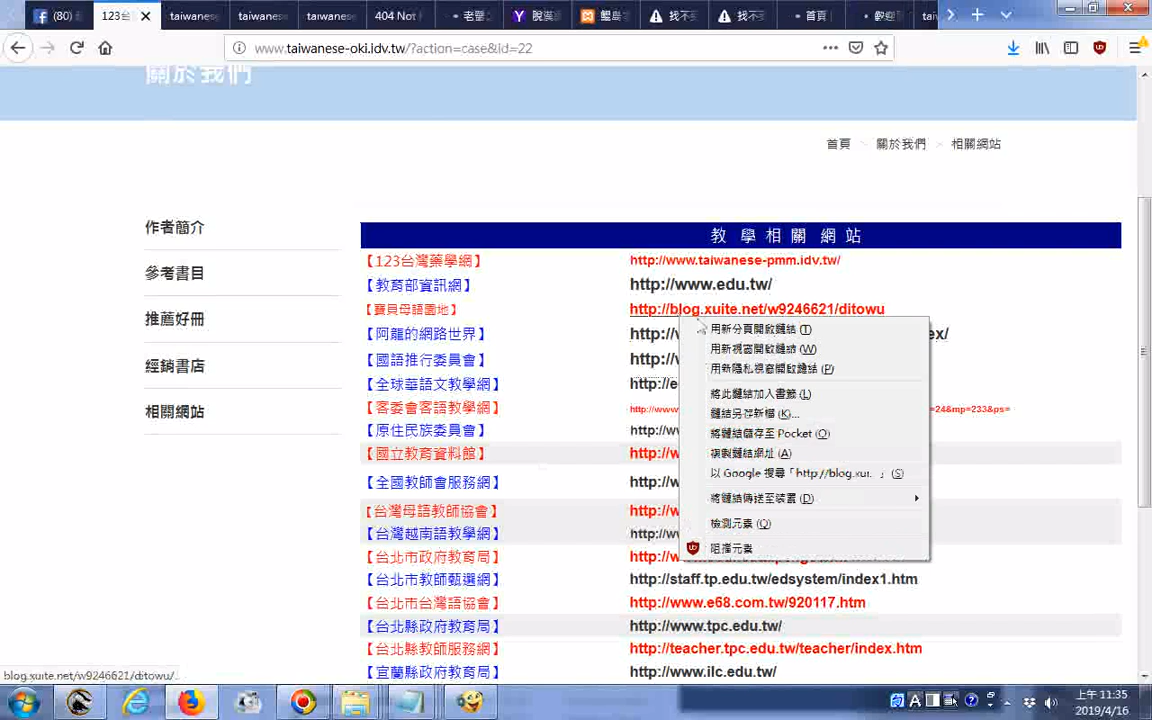 (80)
123台
taiwanese
taiwanese
taiwanese
404 Not
找不
找不
首頁
www.taiwanese-oki.idv.tw/?action=case&id=22
關於我們
首頁 > 關於我們 > 相關網站
作者簡介
參考書目
推薦好冊
經銷書店
相關網站
教 學 相 關 網 站
【123台灣藥學網】 http://www.taiwanese-pmm.idv.tw/
【教育部資訊網】 http://www.edu.tw/
【寶貝母語園地】 http://blog.xuite.net/w9246621/ditowu
【阿龍的網路世界】 http://w ex/
【國語推行委員會】 http://
【全球華語文教學網】 http://e
【客委會客語教學網】 http://www =24&mp=233&ps=
【原住民族委員會】 http://w
【國立教育資料館】 http://w
【全國教師會服務網】 http://w
【台灣母語教師協會】 http://w
【台灣越南語教學網】 http://w
【台北市政府教育局】 http://w
【台北市教師甄選網】 http://staff.tp.edu.tw/edsystem/index1.htm
【台北市台灣語協會】 http://www.e68.com.tw/920117.htm
【台北縣政府教育局】 http://www.tpc.edu.tw/
【台北縣教師服務網】 http://teacher.tpc.edu.tw/teacher/index.htm
【宜蘭縣政府教育局】 http://www.ilc.edu.tw/
用新分頁開啟鏈結 (T)
用新視窗開啟鏈結 (W)
用新隱私視窗開啟鏈結 (P)
將此鏈結加入書籤 (L)
鏈結另存新檔 (K)...
將鏈結儲存至 Pocket (O)
複製鏈結網址 (A)
以 Google 搜尋「http://blog.xui...」 (S)
將鏈結傳送至裝置 (D)
檢測元素 (Q)
阻擋元素
blog.xuite.net/w9246621/ditowu/
上午 11:35
2019/4/16